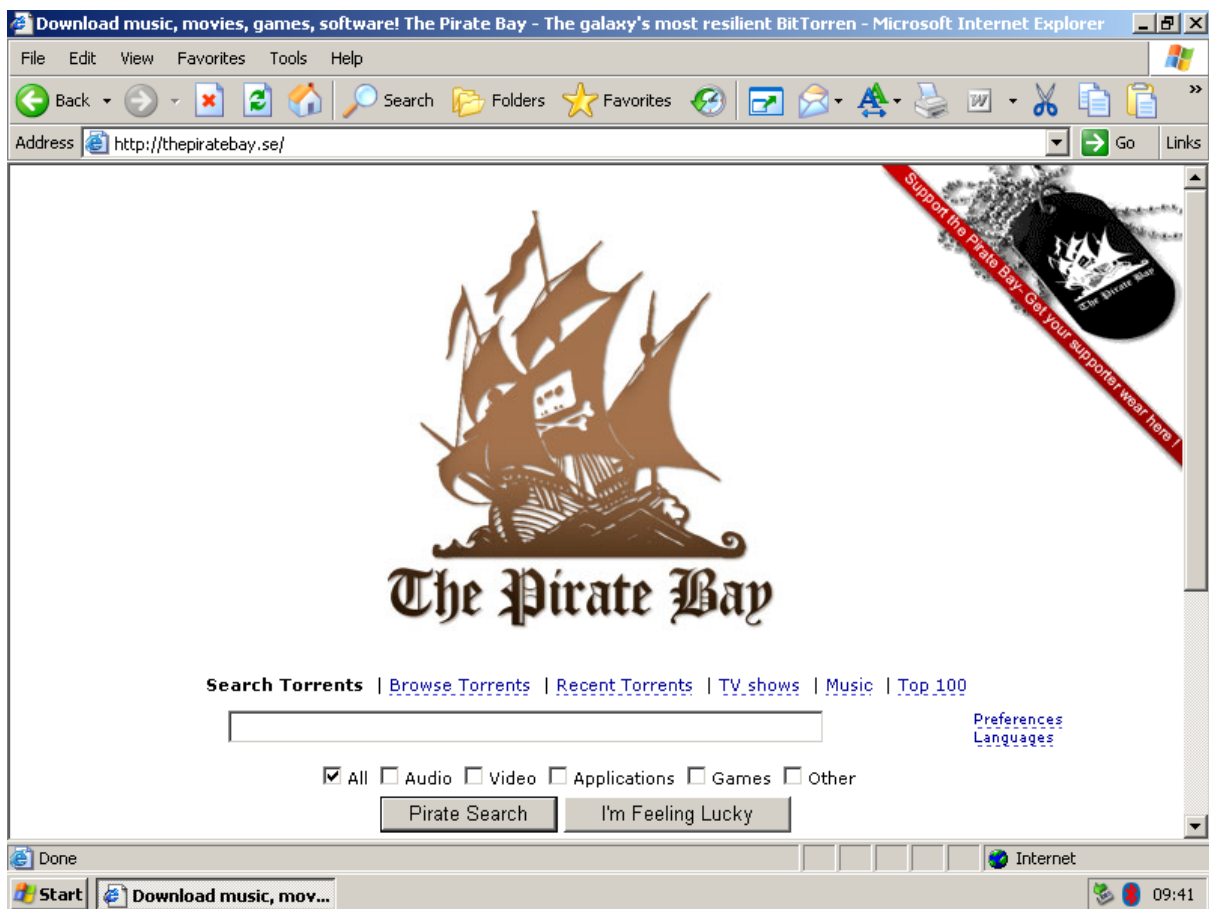 Download music, movies, games, software! The Pirate Bay - The galaxy's most resilient BitTorren - Microsoft Internet Explorer
File Edit View Favorites Tools Help
Back Search Folders Favorites W »
Address http://thepiratebay.se/ Go Links
Support the Pirate Bay- Get your supporter wear here !
The Pirate Bay
The Pirate Bay
Search Torrents | Browse Torrents | Recent Torrents | TV shows | Music | Top 100
Preferences
Languages
All Audio Video Applications Games Other
Pirate Search I'm Feeling Lucky
Done Internet
Start Download music, mov... 09:41